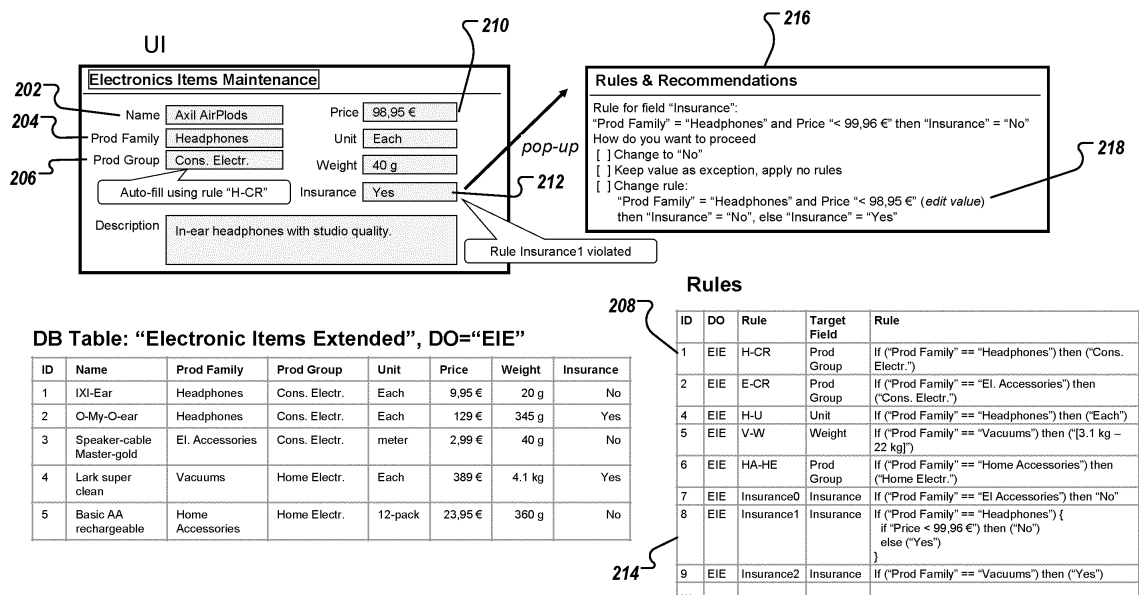 UI
210
216
218
Electronics Items Maintenance
202
Name Axil AirPlods
Price 98,95 €
204
Prod Family Headphones
Unit Each
206
Prod Group Cons. Electr.
Weight 40 g
Auto-fill using rule “H-CR”
Insurance Yes
212
Description In-ear headphones with studio quality.
Rule Insurance1 violated
pop-up
Rules & Recommendations
Rule for field “Insurance”:
“Prod Family” = “Headphones” and Price “< 99,96 €” then “Insurance” = “No”
How do you want to proceed
[ ] Change to “No”
[ ] Keep value as exception, apply no rules
[ ] Change rule:
“Prod Family” = “Headphones” and Price “< 98,95 €” (edit value)
then “Insurance” = “No”, else “Insurance” = “Yes”
DB Table: “Electronic Items Extended”, DO=“EIE”
ID Name Prod Family Prod Group Unit Price Weight Insurance
1 IXI-Ear Headphones Cons. Electr. Each 9,95 € 20 g No
2 O-My-O-ear Headphones Cons. Electr. Each 129 € 345 g Yes
3 Speaker-cable El. Accessories Cons. Electr. meter 2,99 € 40 g No
Master-gold
4 Lark super Vacuums Home Electr. Each 389 € 4.1 kg Yes
clean
5 Basic AA Home Home Electr. 12-pack 23,95 € 360 g No
rechargeable Accessories
Rules
208
214
ID DO Rule Target Rule
Field
1 EIE H-CR Prod If (“Prod Family” == “Headphones”) then (“Cons.
Group Electr.”)
2 EIE E-CR Prod If (“Prod Family” == “El. Accessories”) then
Group (“Cons. Electr.”)
4 EIE H-U Unit If (“Prod Family” == “Headphones”) then (“Each”)
5 EIE V-W Weight If (“Prod Family” == “Vacuums”) then (“[3.1 kg –
22 kg]”)
6 EIE HA-HE Prod If (“Prod Family” == “Home Accessories”) then
Group (“Home Electr.”)
7 EIE Insurance0 Insurance If (“Prod Family” == “El Accessories”) then “No”
8 EIE Insurance1 Insurance If (“Prod Family” == “Headphones”) {
if “Price < 99,96 €”) then (“No”)
else (“Yes”)
}
9 EIE Insurance2 Insurance If (“Prod Family” == “Vacuums”) then (“Yes”)
...